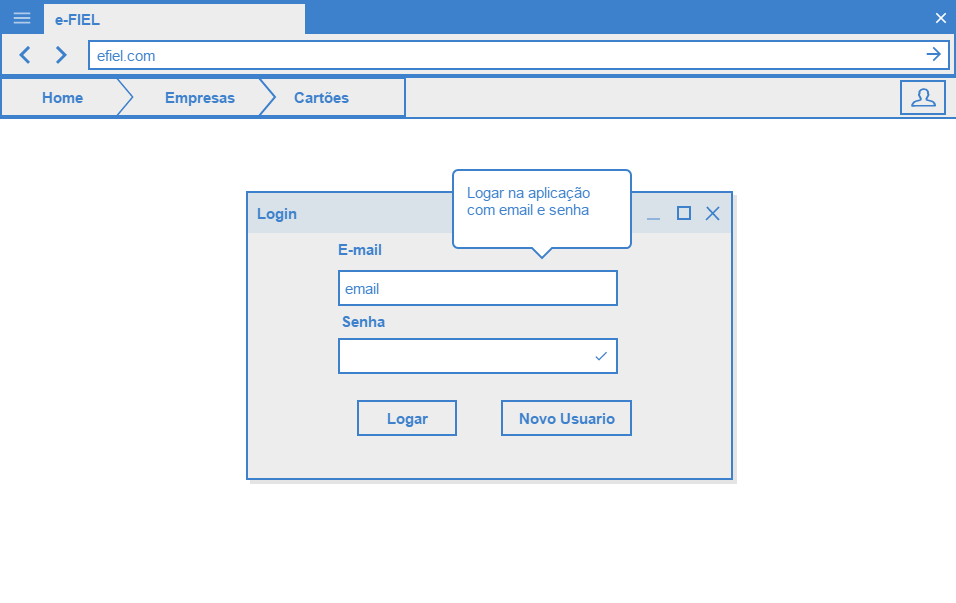 e-FIEL
efiel.com
Home
Empresas
Cartões
Logar na aplicação
com email e senha
Login
E-mail
email
Senha
Logar
Novo Usuario